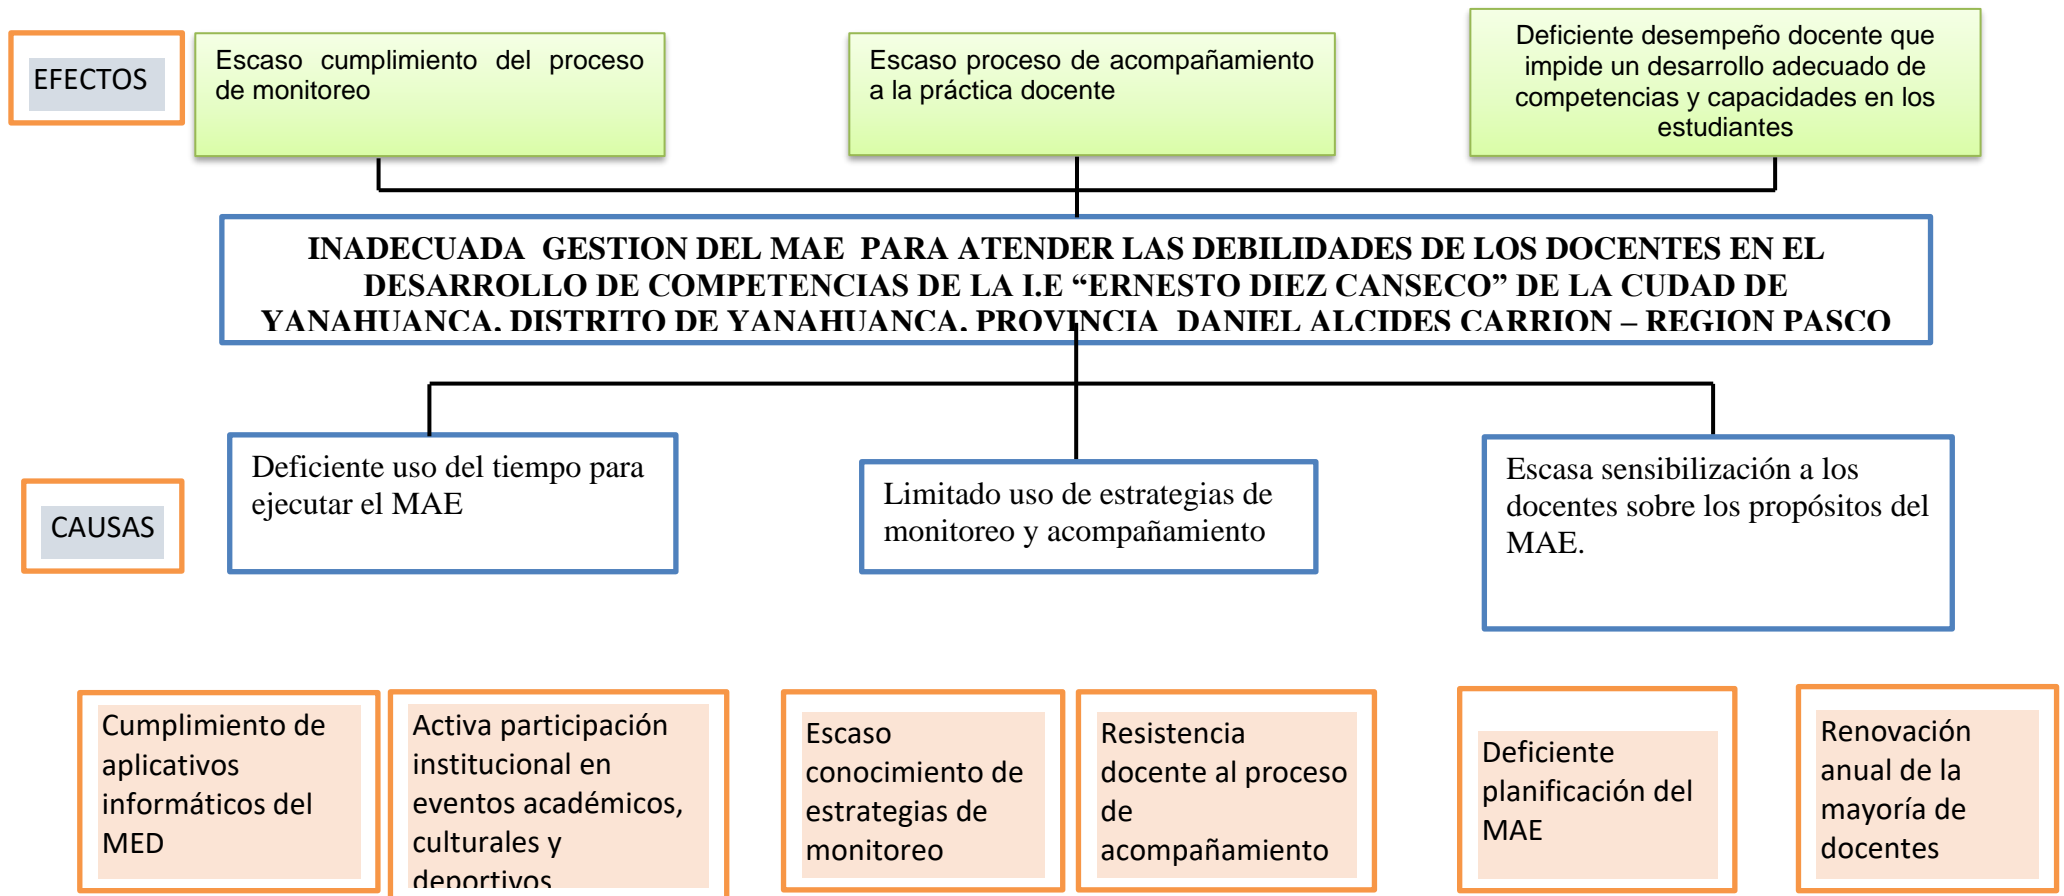 EFECTOS
Escaso cumplimiento del proceso
de monitoreo
Escaso proceso de acompañamiento
a la práctica docente
Deficiente desempeño docente que
impide un desarrollo adecuado de
competencias y capacidades en los
estudiantes
INADECUADA GESTION DEL MAE PARA ATENDER LAS DEBILIDADES DE LOS DOCENTES EN EL
DESARROLLO DE COMPETENCIAS DE LA I.E “ERNESTO DIEZ CANSECO” DE LA CUDAD DE
YANAHUANCA, DISTRITO DE YANAHUANCA, PROVINCIA DANIEL ALCIDES CARRION – REGION PASCO
CAUSAS
Deficiente uso del tiempo para
ejecutar el MAE
Limitado uso de estrategias de
monitoreo y acompañamiento
Escasa sensibilización a los
docentes sobre los propósitos del
MAE.
Cumplimiento de
aplicativos
informáticos del
MED
Activa participación
institucional en
eventos académicos,
culturales y
deportivos
Escaso
conocimiento de
estrategias de
monitoreo
Resistencia
docente al proceso
de
acompañamiento
Deficiente
planificación del
MAE
Renovación
anual de la
mayoría de
docentes